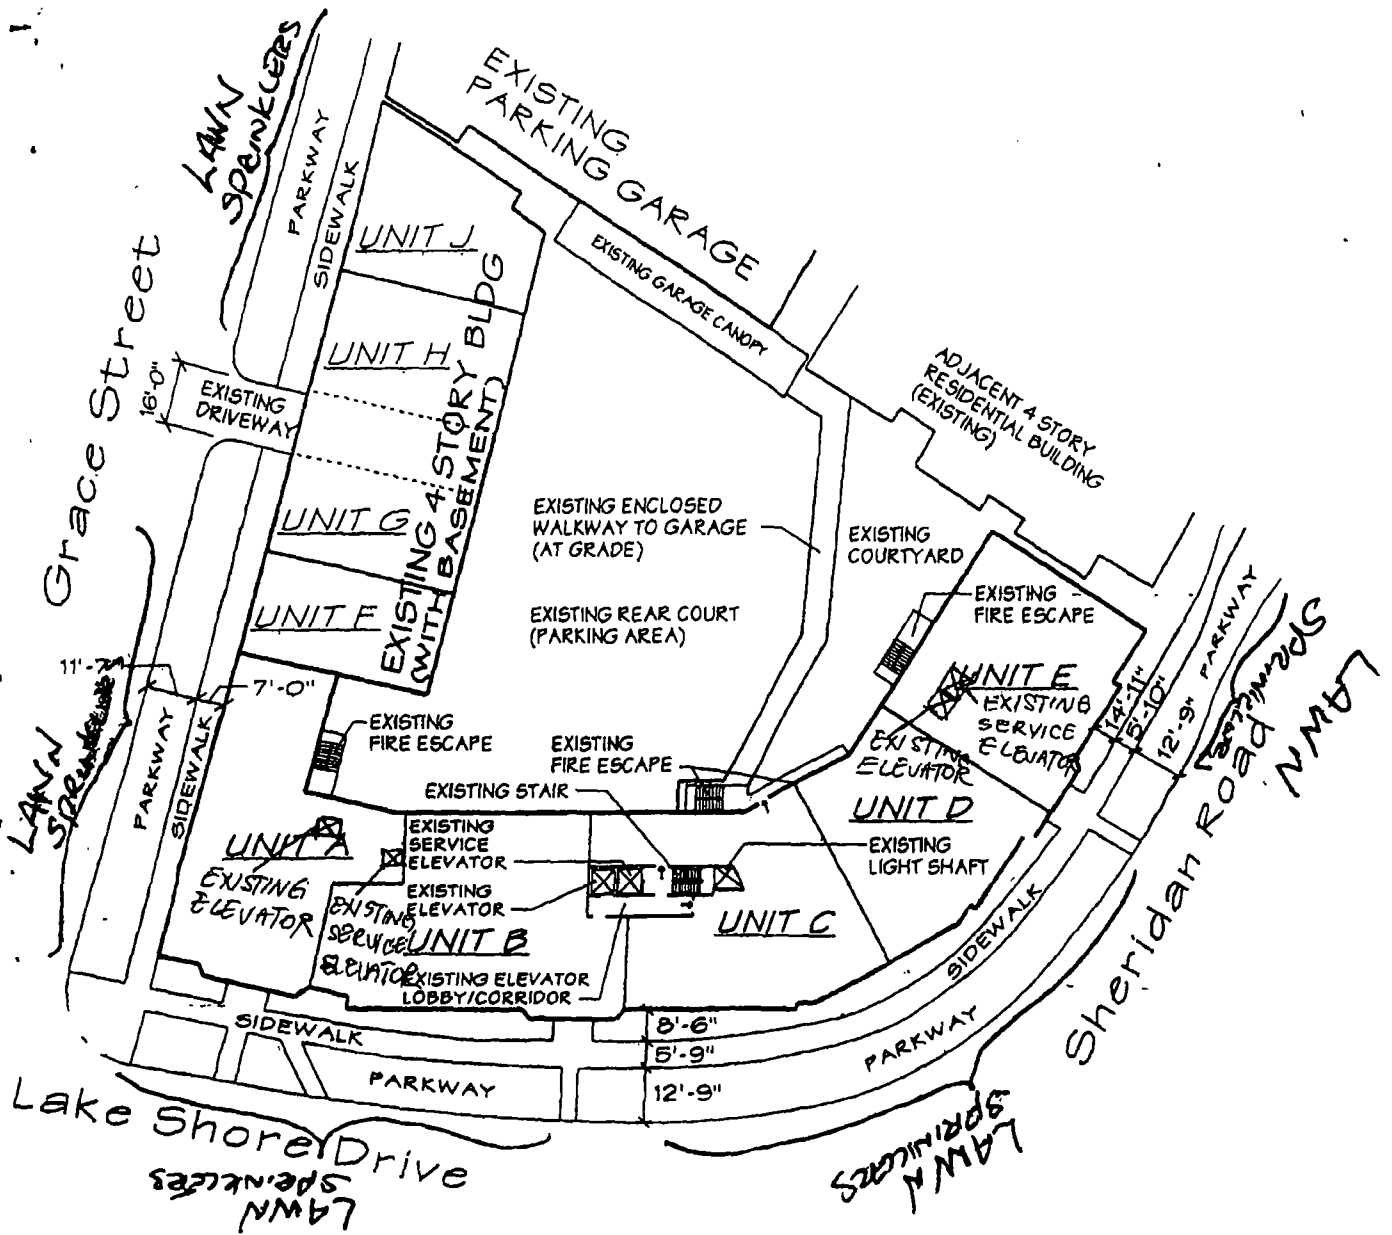 LAWN
SPRINKLERS
PARKWAY
SIDEWALK
EXISTING
PARKING GARAGE
EXISTING GARAGE CANOPY
UNIT J
UNIT H
Grace Street
16'-0"
EXISTING
DRIVEWAY
EXISTING 4 STORY BLDG
(WITH BASEMENT)
ADJACENT 4 STORY
RESIDENTIAL BUILDING
(EXISTING)
UNIT G
UNIT F
EXISTING ENCLOSED
WALKWAY TO GARAGE
(AT GRADE)
EXISTING
COURTYARD
EXISTING REAR COURT
(PARKING AREA)
EXISTING
FIRE ESCAPE
UNIT E
EXISTING
SERVICE
ELEVATOR
EXISTING
ELEVATOR
14'-11"
5'-10"
12'-9"
PARKWAY
LAWN
SPRINKLERS
Sheridan Road
7'-0"
PARKWAY
SIDEWALK
LAWN
EXISTING
FIRE ESCAPE
EXISTING
FIRE ESCAPE
EXISTING STAIR
UNIT D
EXISTING
LIGHT SHAFT
UNIT A
EXISTING
ELEVATOR
EXISTING
SERVICE
ELEVATOR
EXISTING
SERVICE
ELEVATOR
EXISTING
ELEVATOR
UNIT B
UNIT C
EXISTING ELEVATOR
LOBBY/CORRIDOR
SIDEWALK
PARKWAY
SIDEWALK
PARKWAY
8'-6"
5'-9"
12'-9"
Lake Shore Drive
LAWN
SPRINKLERS
LAWN
SPRINKLERS